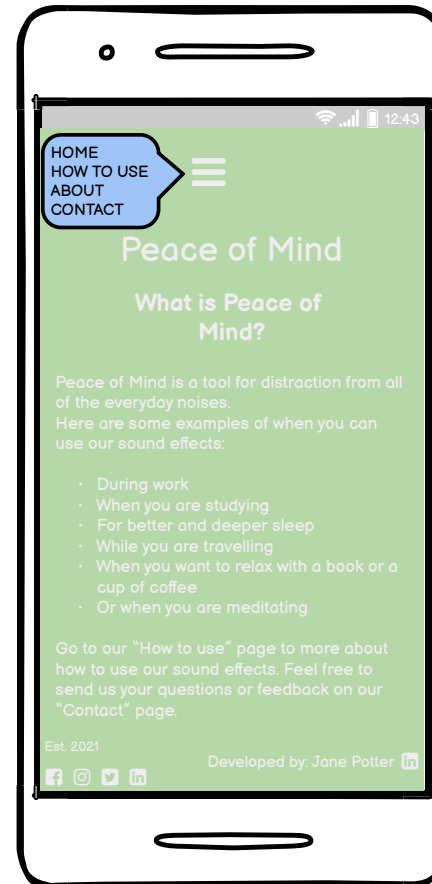 12:43
HOME
HOW TO USE
ABOUT
CONTACT
Peace of Mind
What is Peace of
Mind?
Peace of Mind is a tool for distraction from all
of the everyday noises.
Here are some examples of when you can
use our sound effects:
· During work
· When you are studying
· For better and deeper sleep
· While you are travelling
· When you want to relax with a book or a
cup of coffee
· Or when you are meditating
Go to our “How to use” page to more about
how to use our sound effects. Feel free to
send us your questions or feedback on our
“Contact” page.
Est. 2021
Developed by: Jane Potter in